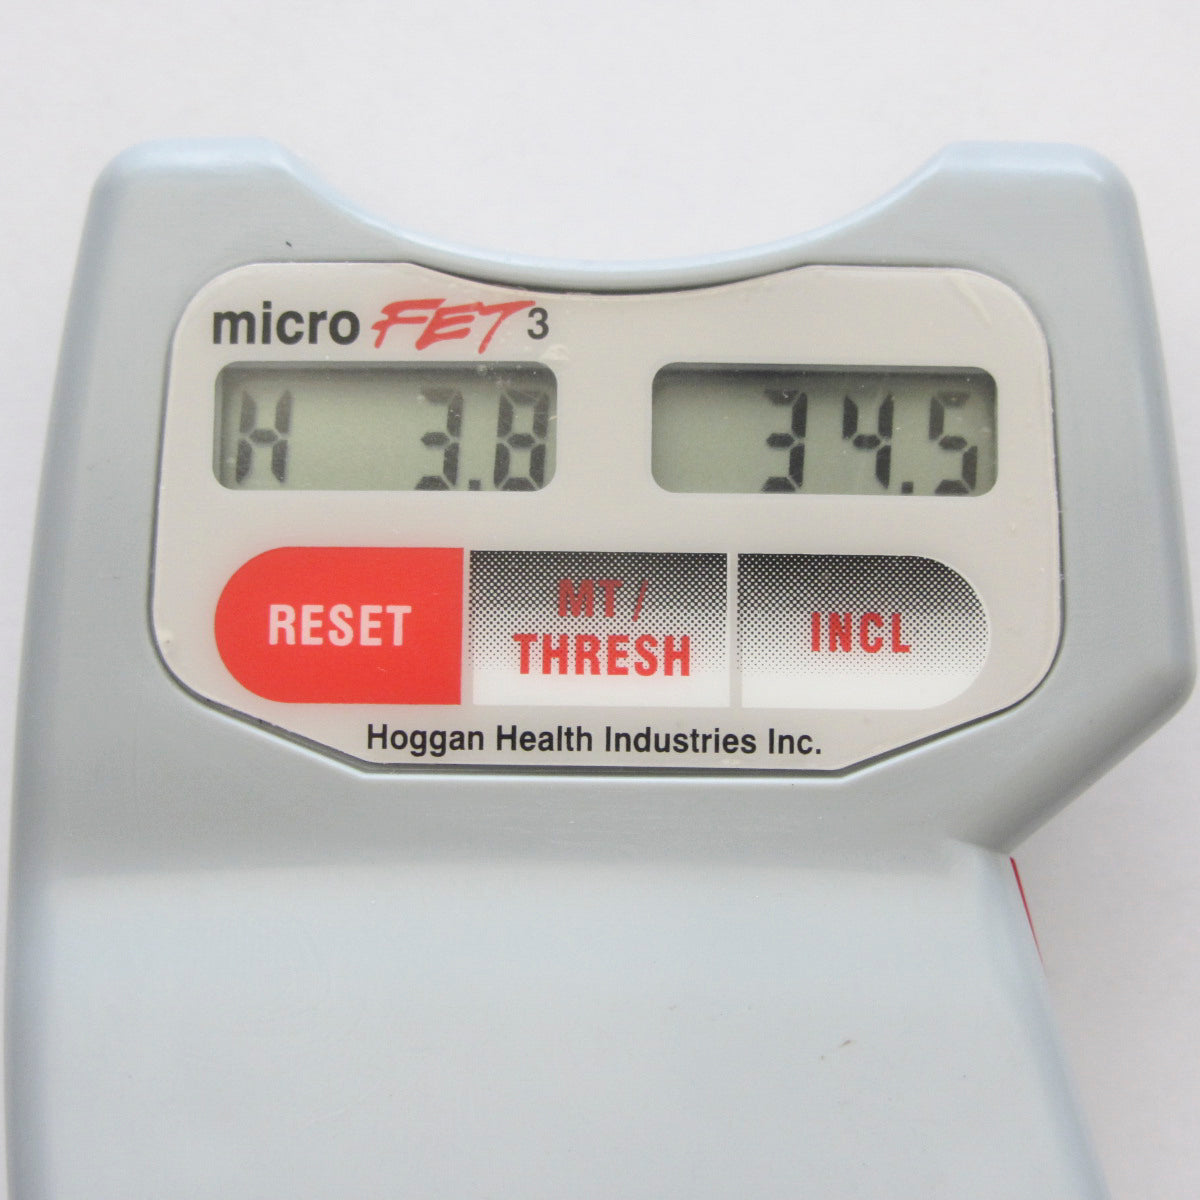 micro FET 3
H 3.8 34.5
RESET MT/ THRESH INCL
Hoggan Health Industries Inc.